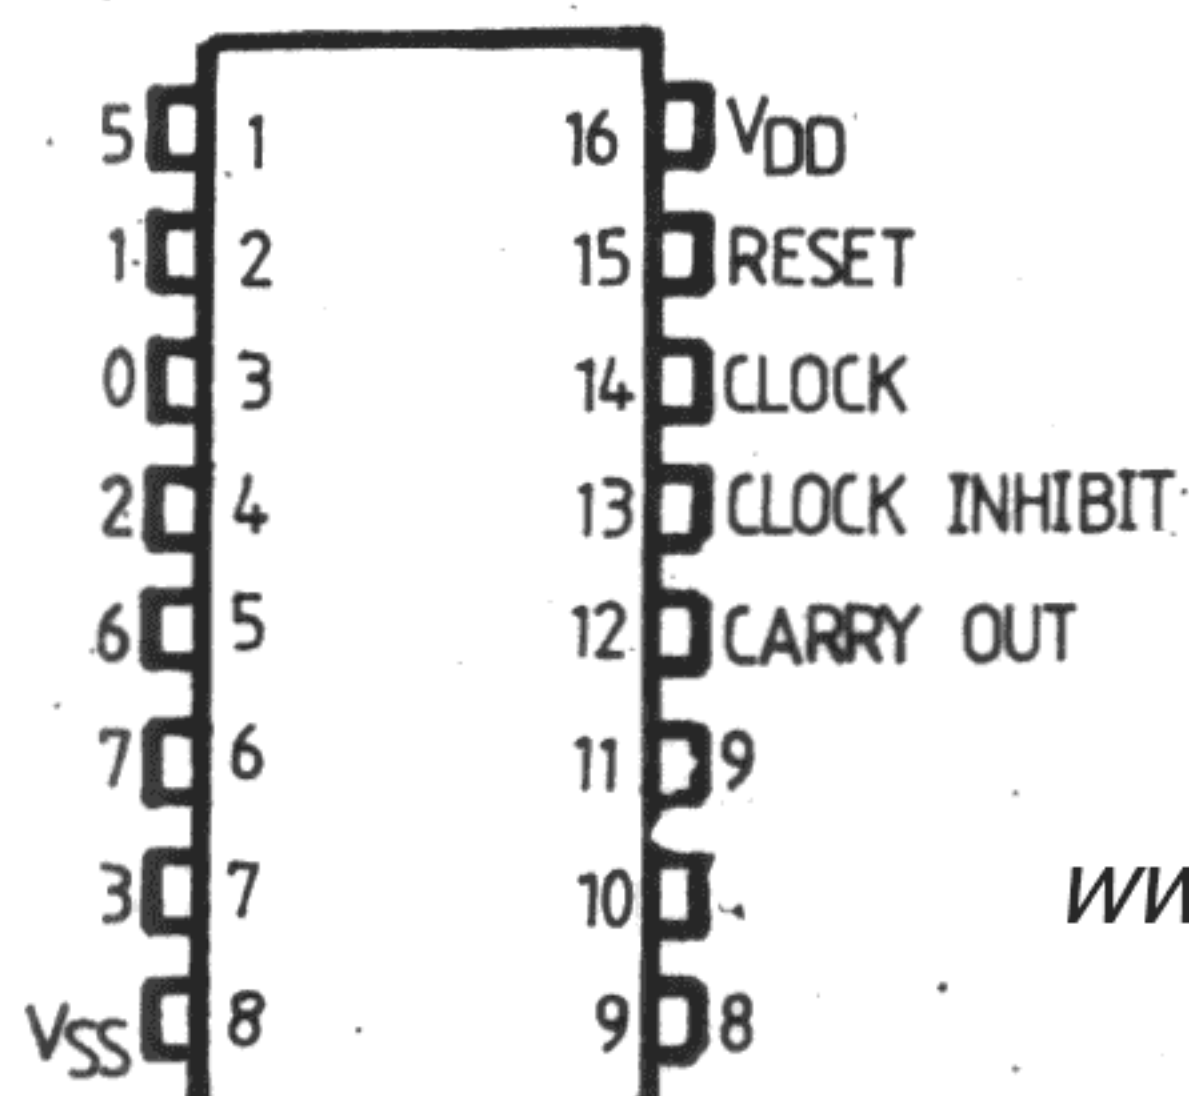 5 1 16 VDD
1 2 15 RESET
0 3 14 CLOCK
2 4 13 CLOCK INHIBIT
6 5 12 CARRY OUT
7 6 11 9
3 7 10
VSS 8 9 8